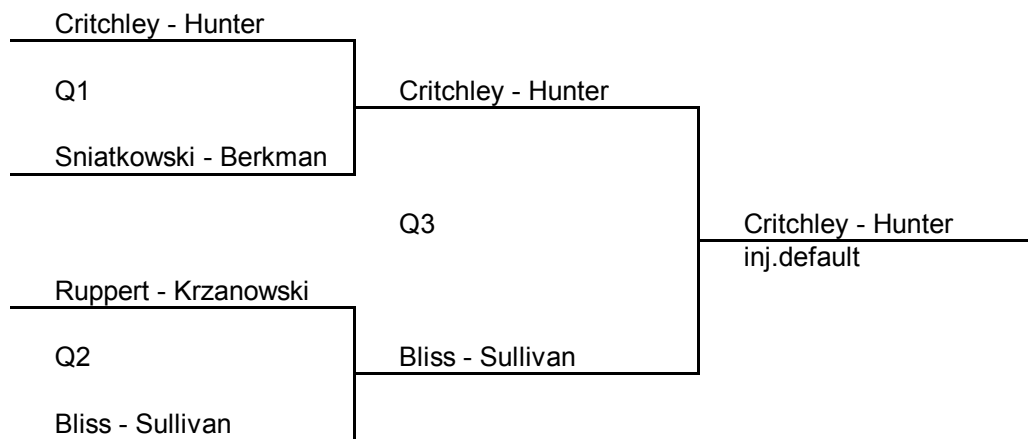 Critchley - Hunter
Q1
Critchley - Hunter
Sniatkowski - Berkman
Q3
Critchley - Hunter
inj.default
Ruppert - Krzanowski
Q2
Bliss - Sullivan
Bliss - Sullivan